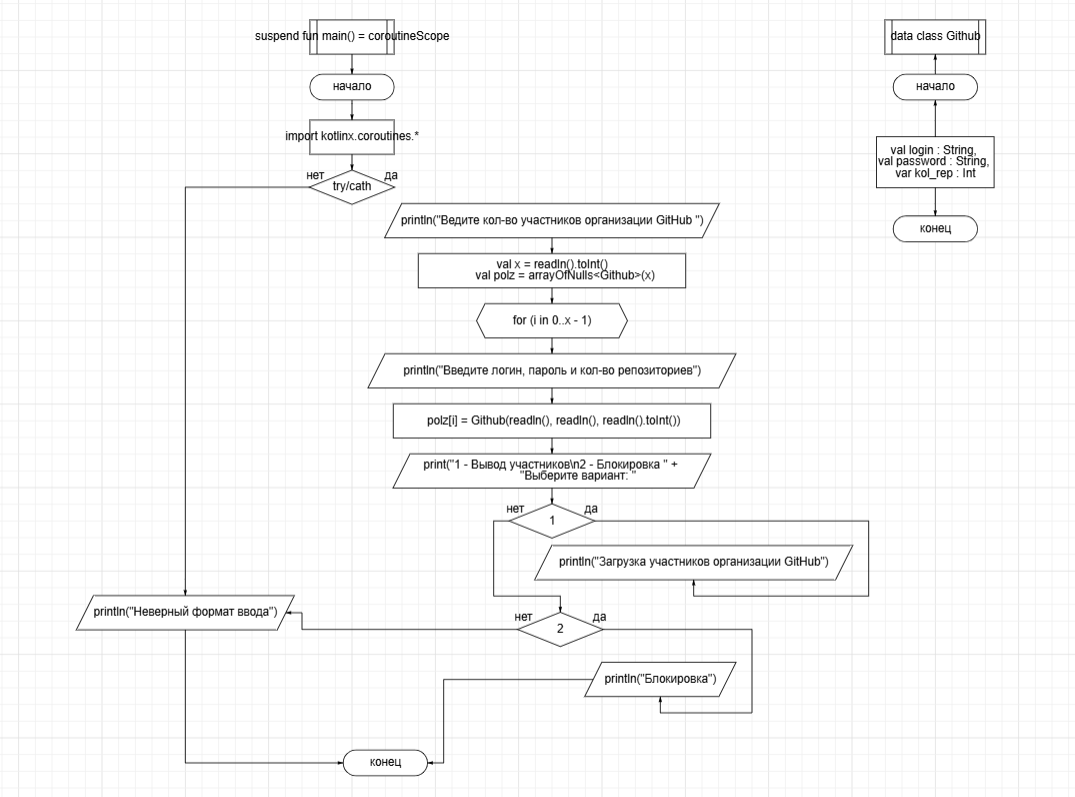 suspend fun main() = coroutineScope
начало
import kotlinx.coroutines.*
нет
да
try/cath
println("Ведите кол-во участников организации GitHub ")
val x = readln().toInt()
val polz = arrayOfNulls<Github>(x)
for (i in 0..x - 1)
println("Введите логин, пароль и кол-во репозиториев")
polz[i] = Github(readln(), readln(), readln().toInt())
print("1 - Вывод участников\n2 - Блокировка " +
"Выберите вариант: "
нет
да
1
println("Загрузка участников организации GitHub")
println("Неверный формат ввода")
нет
да
2
println("Блокировка")
конец
data class Github
начало
val login : String,
val password : String,
var kol_rep : Int
конец